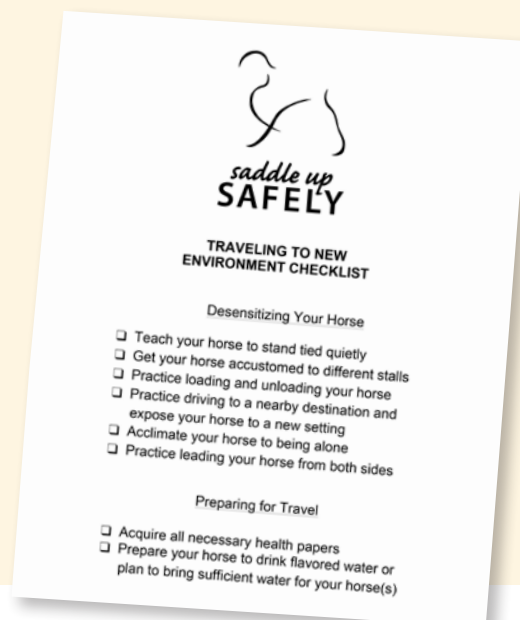 saddle up
SAFELY
TRAVELING TO NEW
ENVIRONMENT CHECKLIST
Desensitizing Your Horse
❏ Teach your horse to stand tied quietly
❏ Get your horse accustomed to different stalls
❏ Practice loading and unloading your horse
❏ Practice driving to a nearby destination and
expose your horse to a new setting
❏ Acclimate your horse to being alone
❏ Practice leading your horse from both sides
Preparing for Travel
❏ Acquire all necessary health papers
❏ Prepare your horse to drink flavored water or
plan to bring sufficient water for your horse(s)